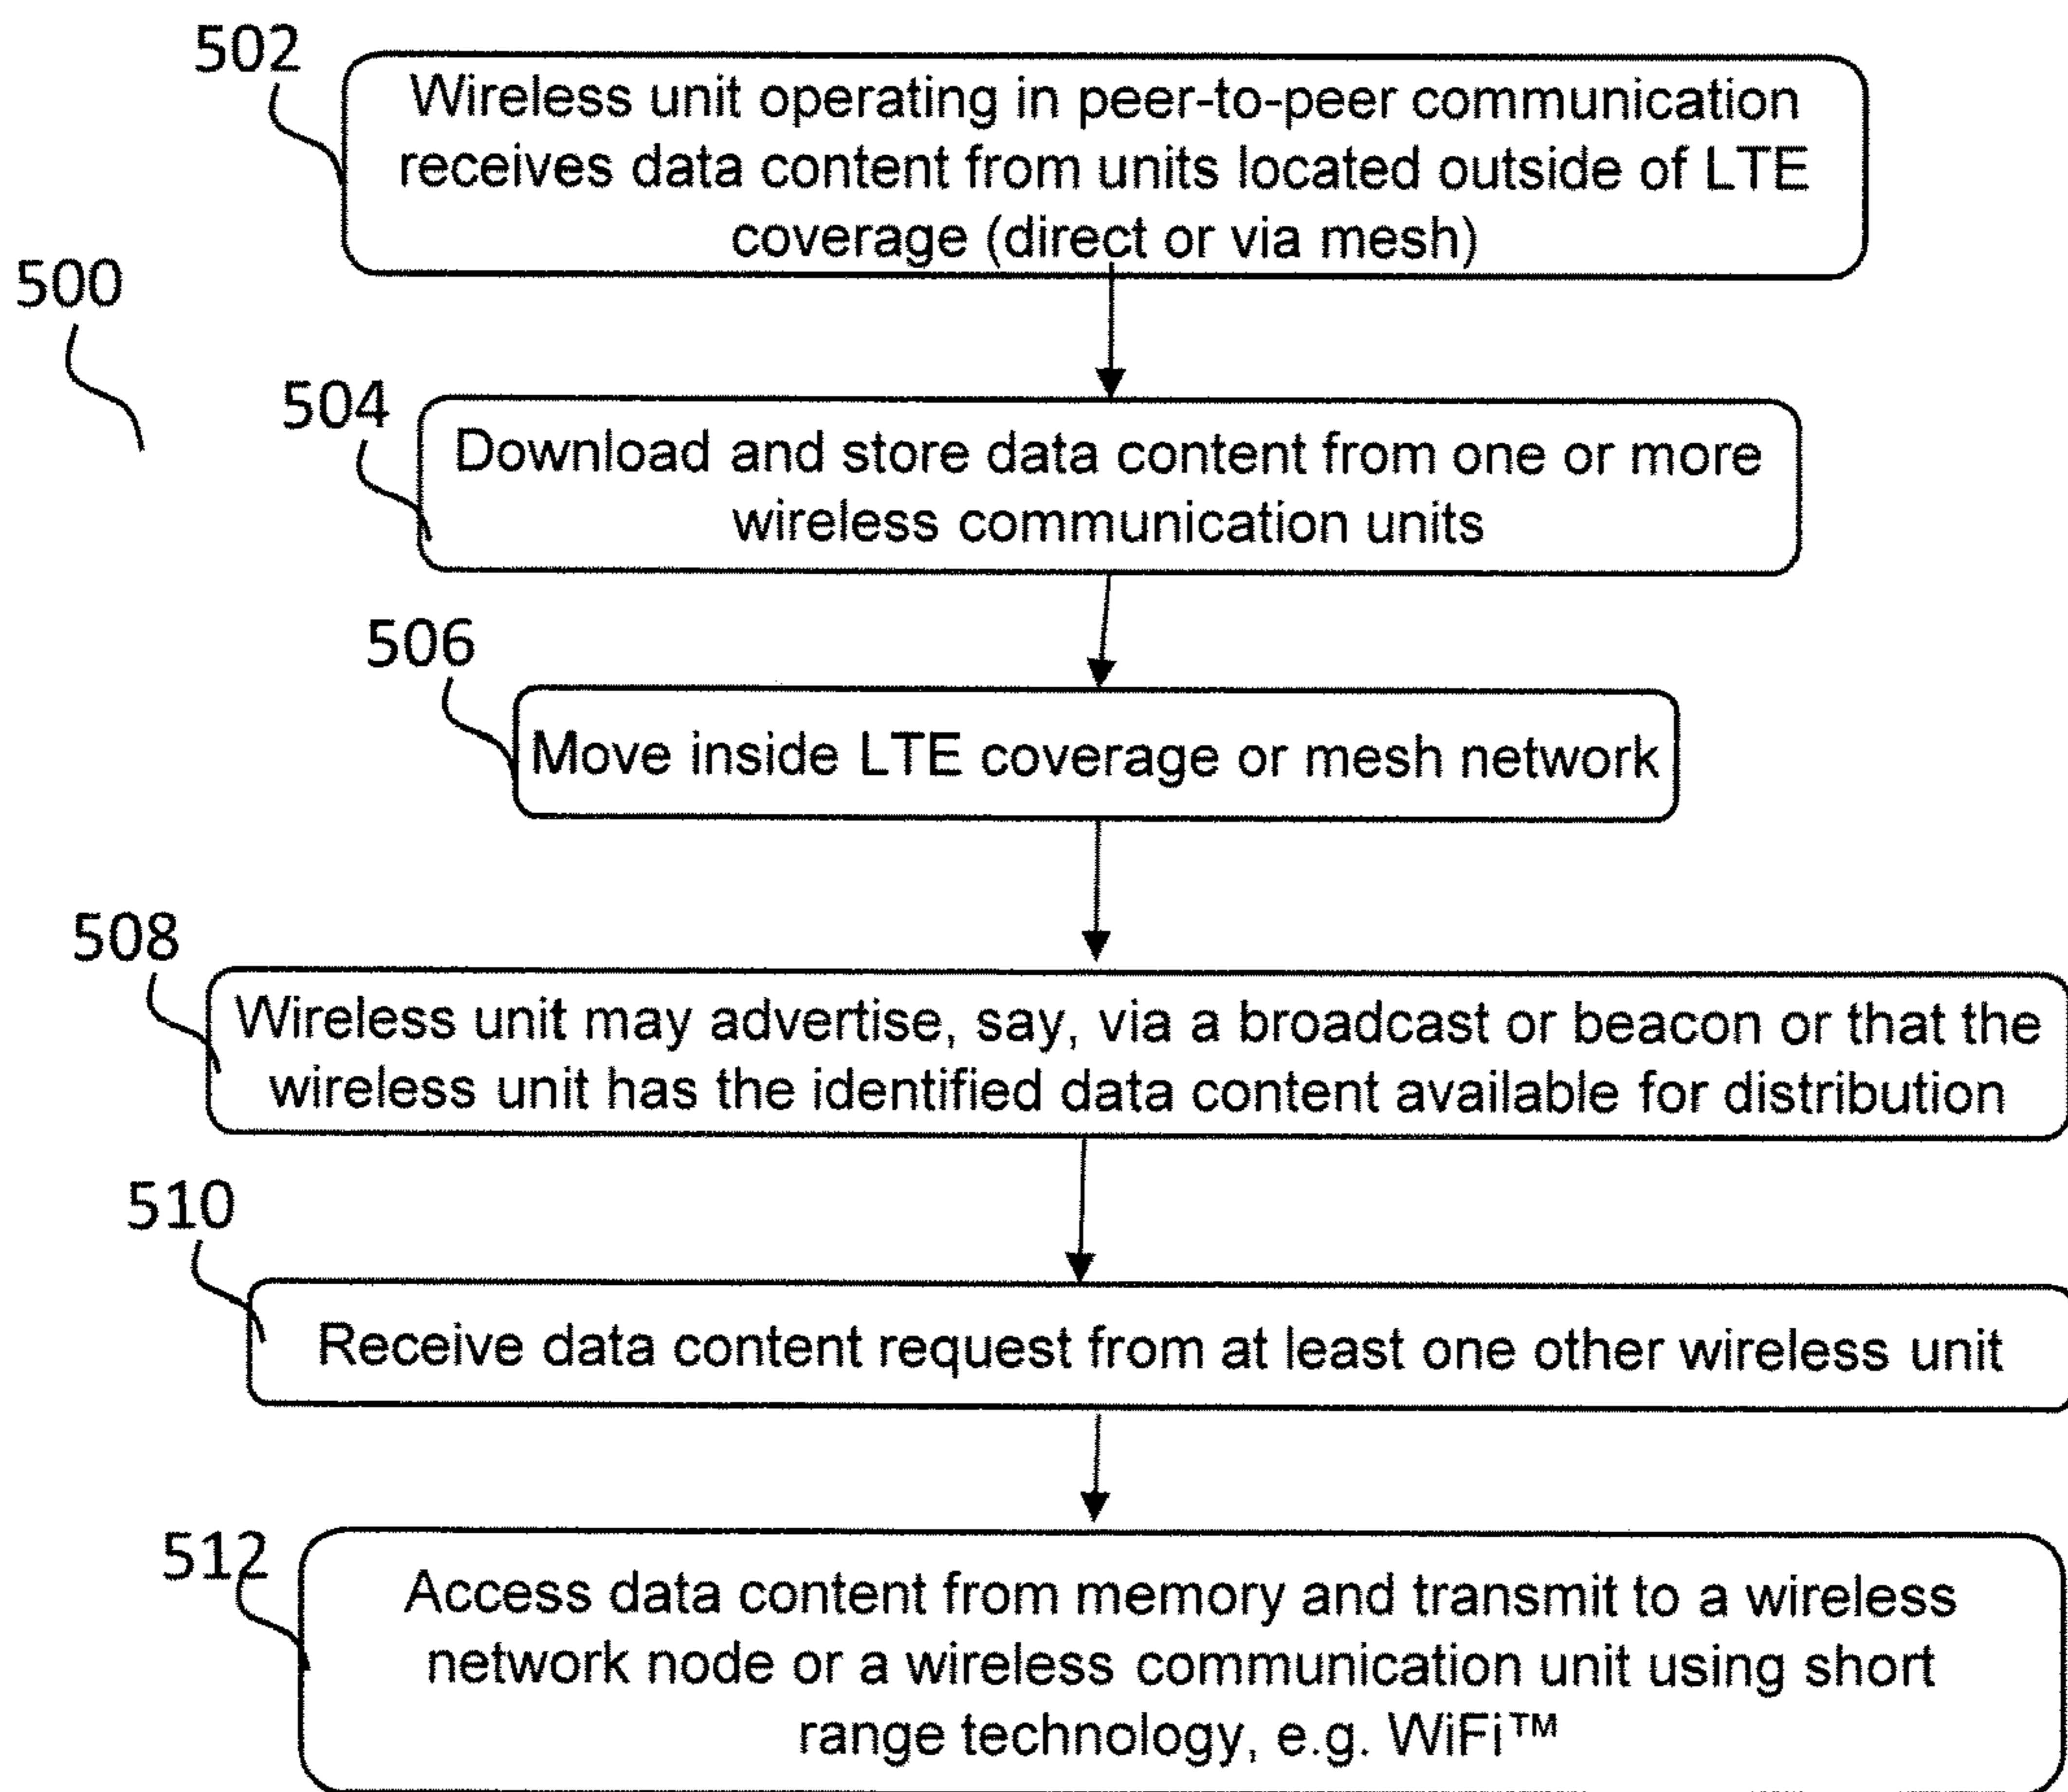 502
Wireless unit operating in peer-to-peer communication
receives data content from units located outside of LTE
coverage (direct or via mesh)
500
504
Download and store data content from one or more
wireless communication units
506
Move inside LTE coverage or mesh network
508
Wireless unit may advertise, say, via a broadcast or beacon or that the
wireless unit has the identified data content available for distribution
510
Receive data content request from at least one other wireless unit
512
Access data content from memory and transmit to a wireless
network node or a wireless communication unit using short
range technology, e.g. WiFi™